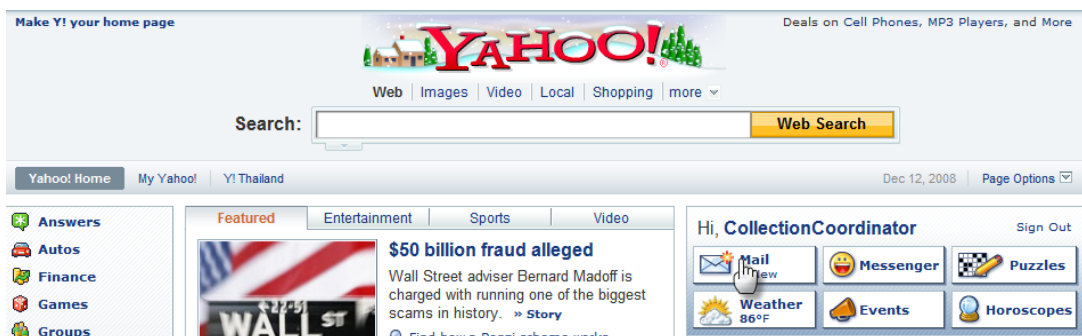 Make Y! your home page
Deals on Cell Phones, MP3 Players, and More
YAHOO!
Web Images Video Local Shopping more
Search:
Web Search
Yahoo! Home My Yahoo! Y! Thailand
Dec 12, 2008 Page Options
Answers
Autos
Finance
Games
Groups
Featured Entertainment Sports Video
$50 billion fraud alleged
Wall Street adviser Bernard Madoff is
charged with running one of the biggest
scams in history. » Story
WALL ST
Hi, CollectionCoordinator Sign Out
Mail
Messenger
Puzzles
Weather
86°F
Events
Horoscopes